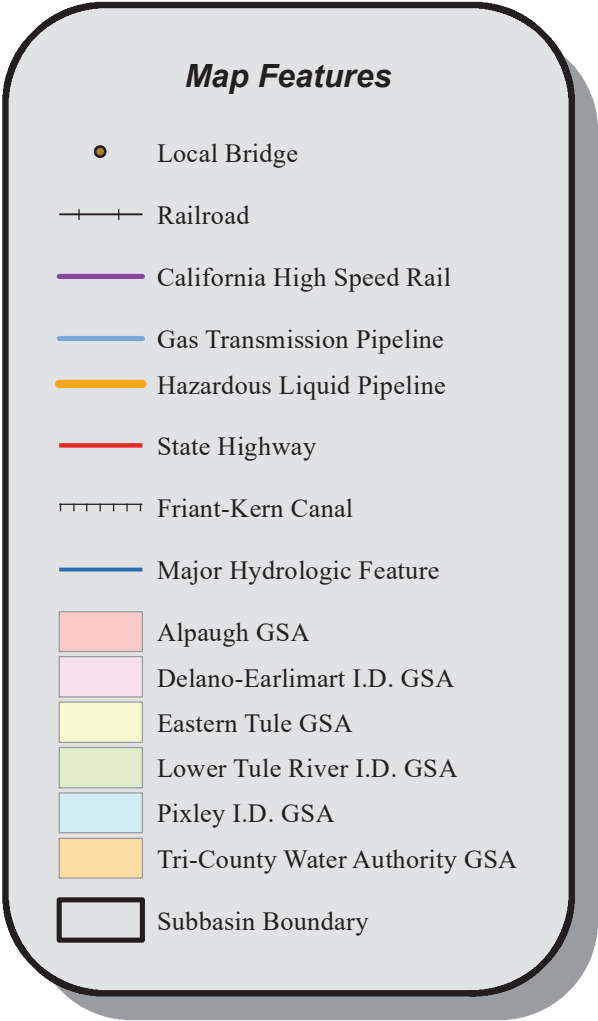 Map Features
Local Bridge
Railroad
California High Speed Rail
Gas Transmission Pipeline
Hazardous Liquid Pipeline
State Highway
Friant-Kern Canal
Major Hydrologic Feature
Alpaugh GSA
Delano-Earlimart I.D. GSA
Eastern Tule GSA
Lower Tule River I.D. GSA
Pixley I.D. GSA
Tri-County Water Authority GSA
Subbasin Boundary